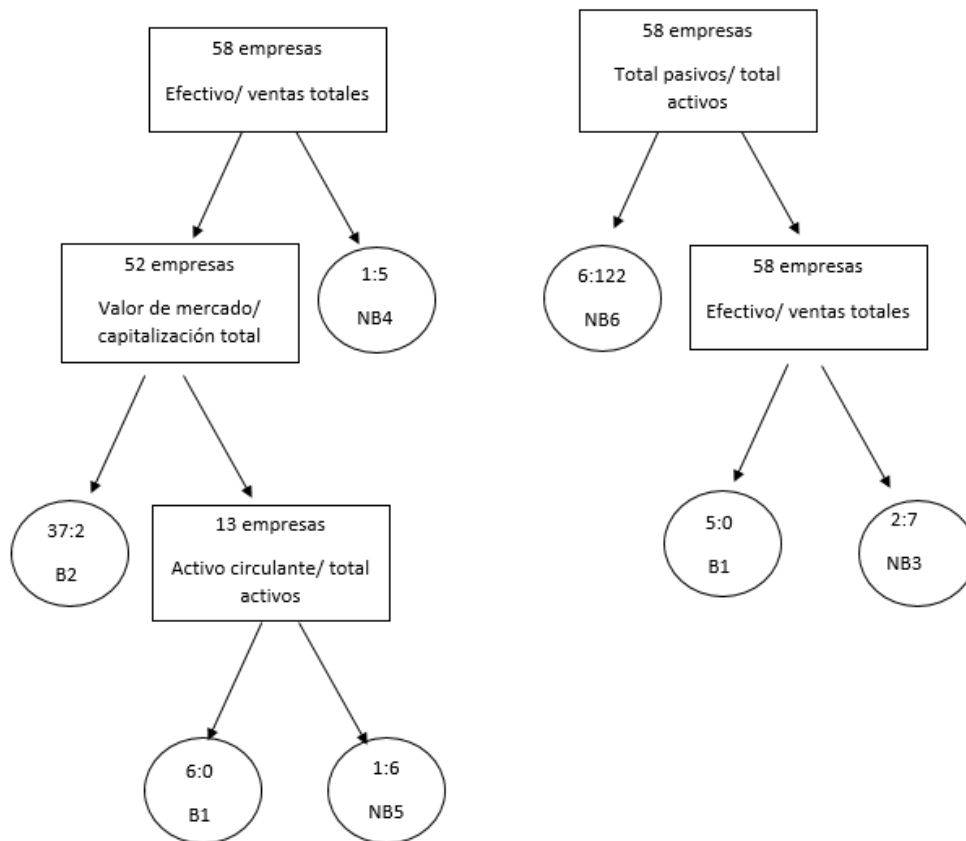 58 empresas
Efectivo/ ventas totales
58 empresas
Total pasivos/ total
activos
52 empresas
Valor de mercado/
capitalización total
1:5
NB4
6:122
NB6
58 empresas
Efectivo/ ventas totales
37:2
B2
13 empresas
Activo circulante/ total
activos
5:0
B1
2:7
NB3
6:0
B1
1:6
NB5